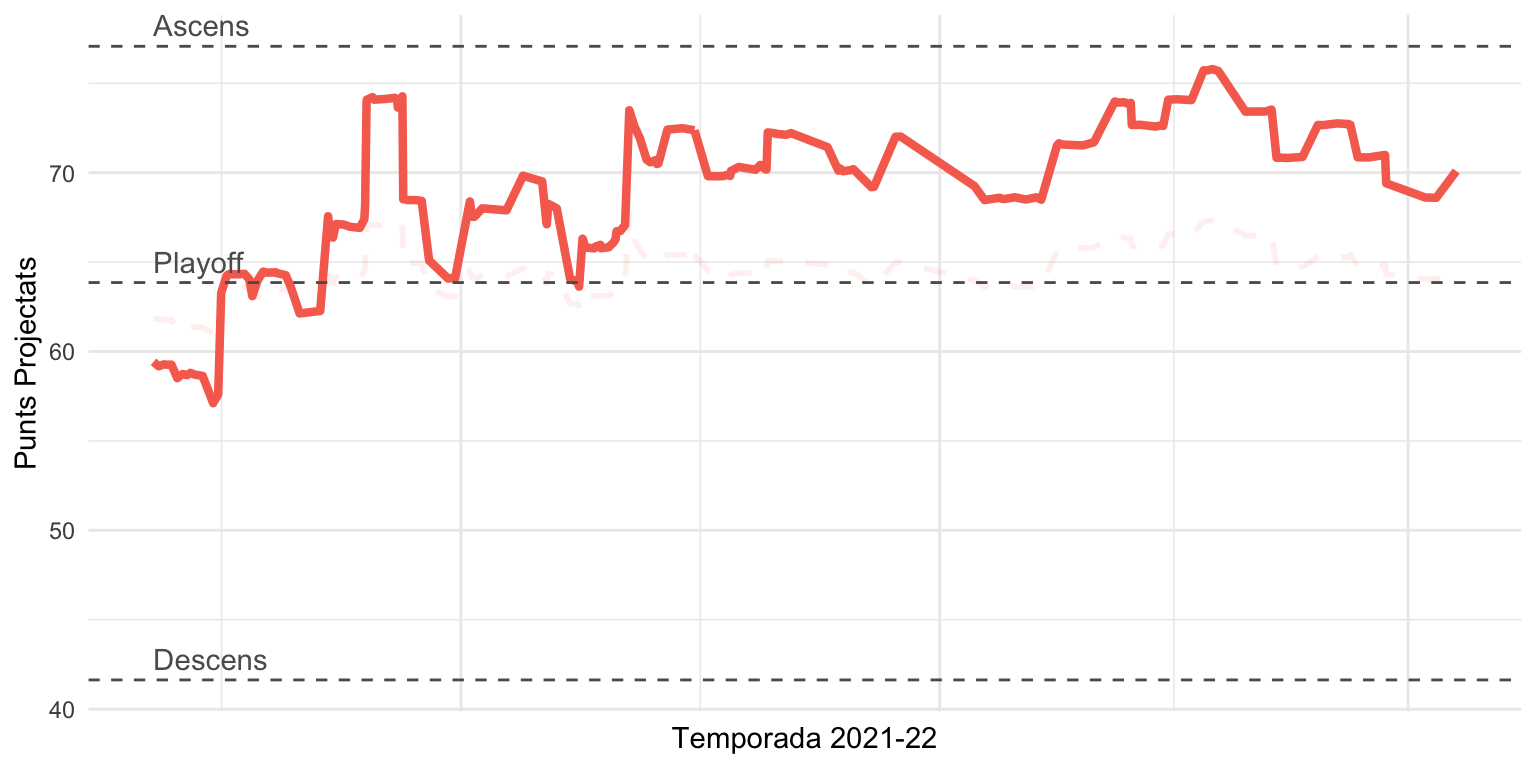 Ascens
70
Playoff
60
Punts Projectats
50
Descens
40
Temporada 2021-22